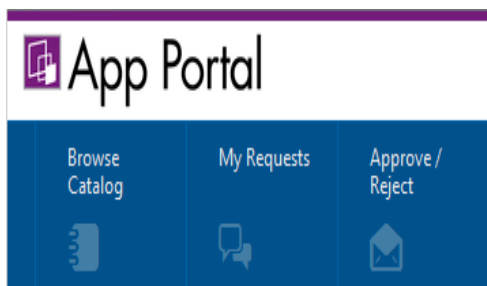 App Portal
Browse
Catalog
My Requests
Approve /
Reject